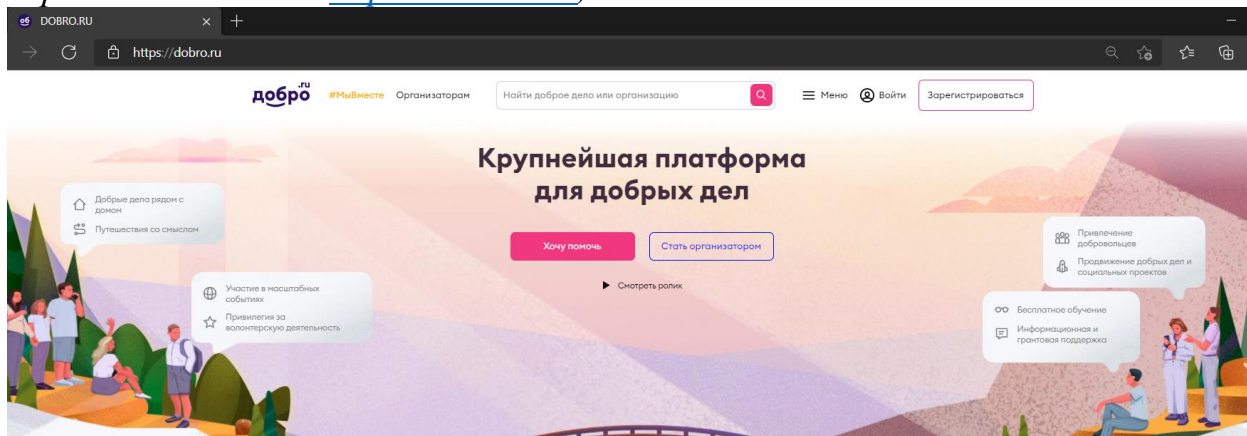 DOBRO.RU
https://dobro.ru
добро.ru
#МыВместе Организаторам Найти доброе дело или организацию Меню Войти Зарегистрироваться
Крупнейшая платформа
для добрых дел
Хочу помочь Стать организатором
Смотреть ролик
Добрые дела рядом с
домом
Путешествия со смыслом
Участие в масштабных
событиях
Привилегия за
волонтерскую деятельность
Привлечение
добровольцев
Продвижение добрых дел и
социальных проектов
Бесплатное обучение
Информационная и
грантовая поддержка